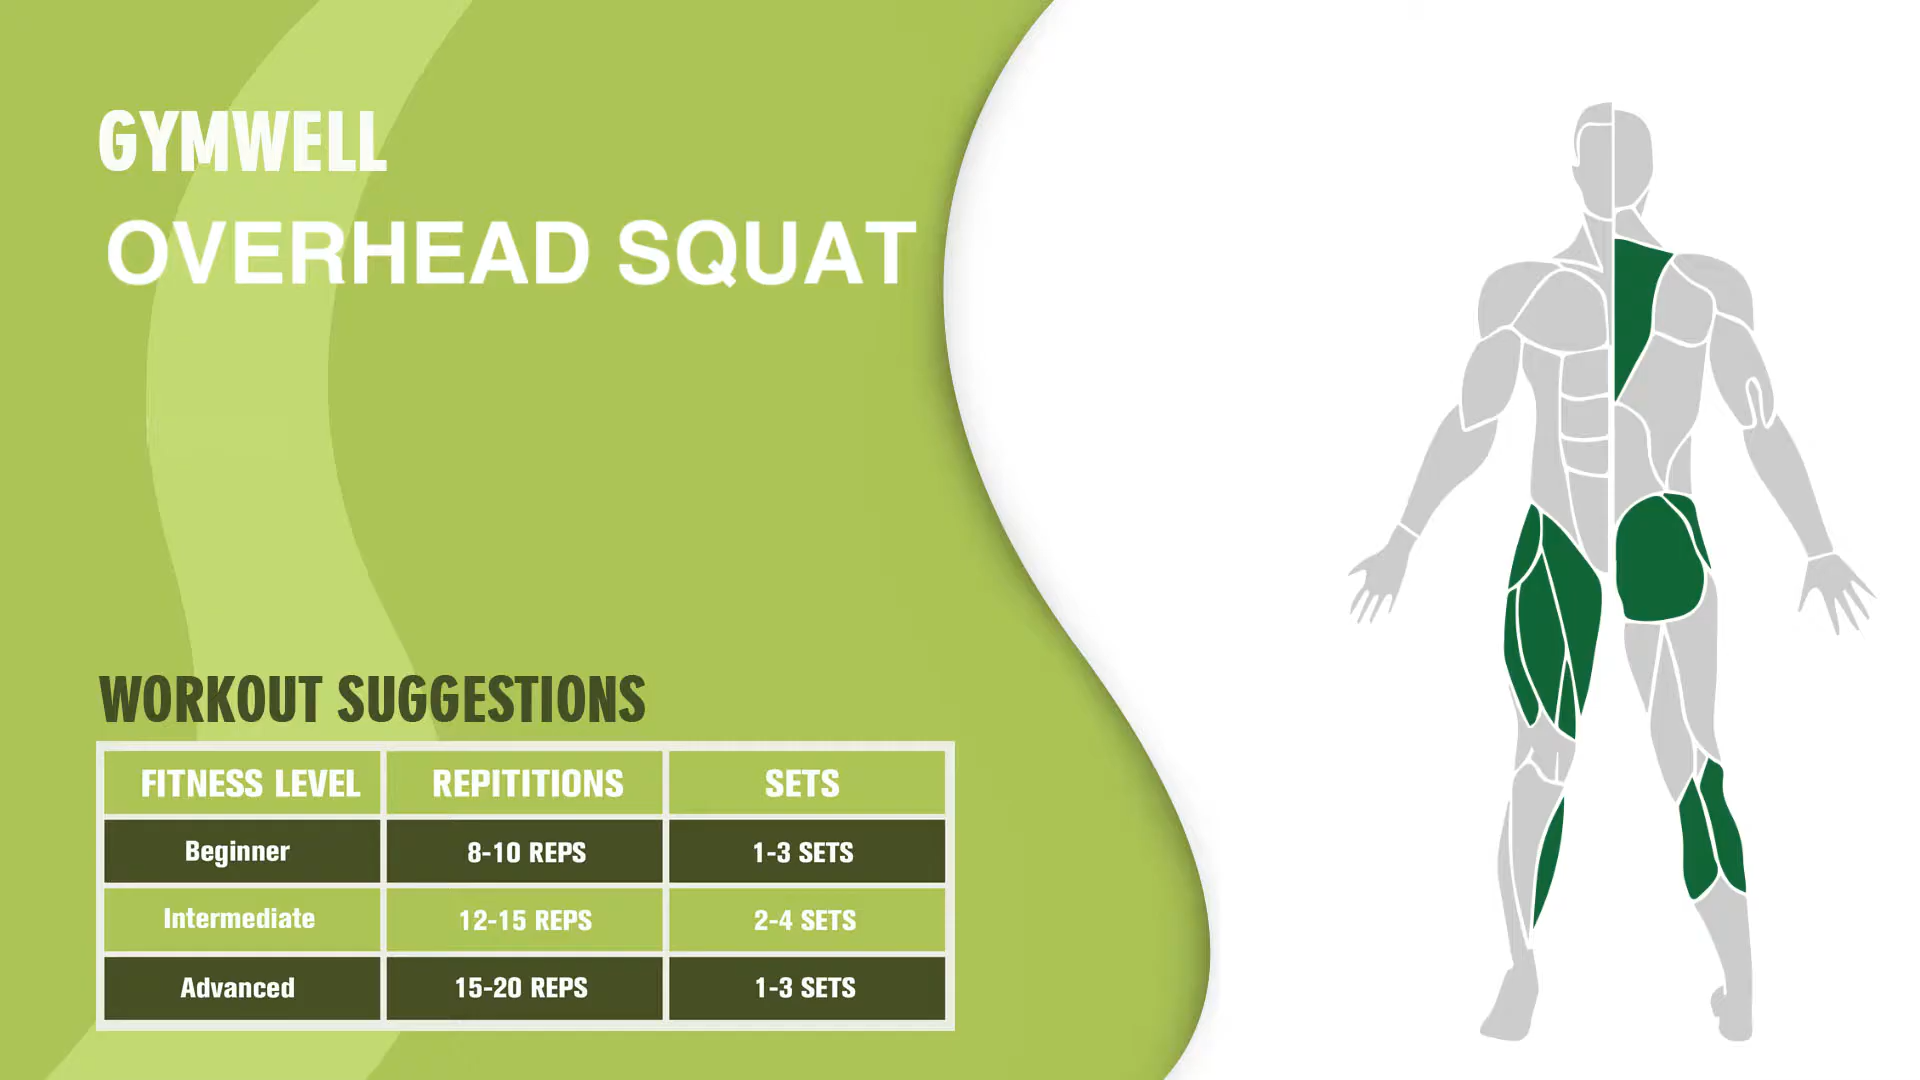 GYMWELL
OVERHEAD SQUAT
WORKOUT SUGGESTIONS
FITNESS LEVEL REPITITIONS SETS
Beginner 8-10 REPS 1-3 SETS
Intermediate 12-15 REPS 2-4 SETS
Advanced 15-20 REPS 1-3 SETS